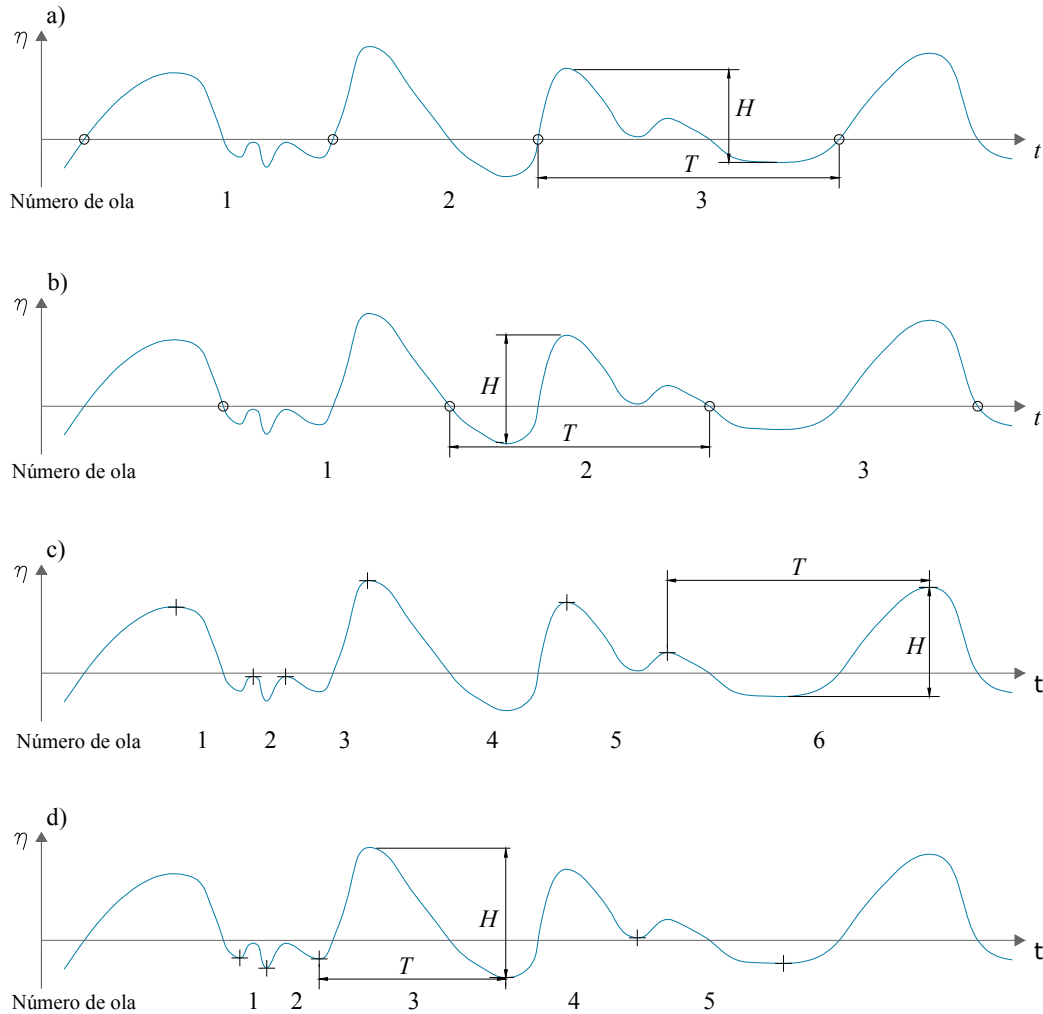 a)
η
H
T
t
Número de ola 1 2 3
b)
η
H
T
t
Número de ola 1 2 3
c)
η
T
H
t
Número de ola 1 2 3 4 5 6
d)
η
H
T
t
Número de ola 1 2 3 4 5